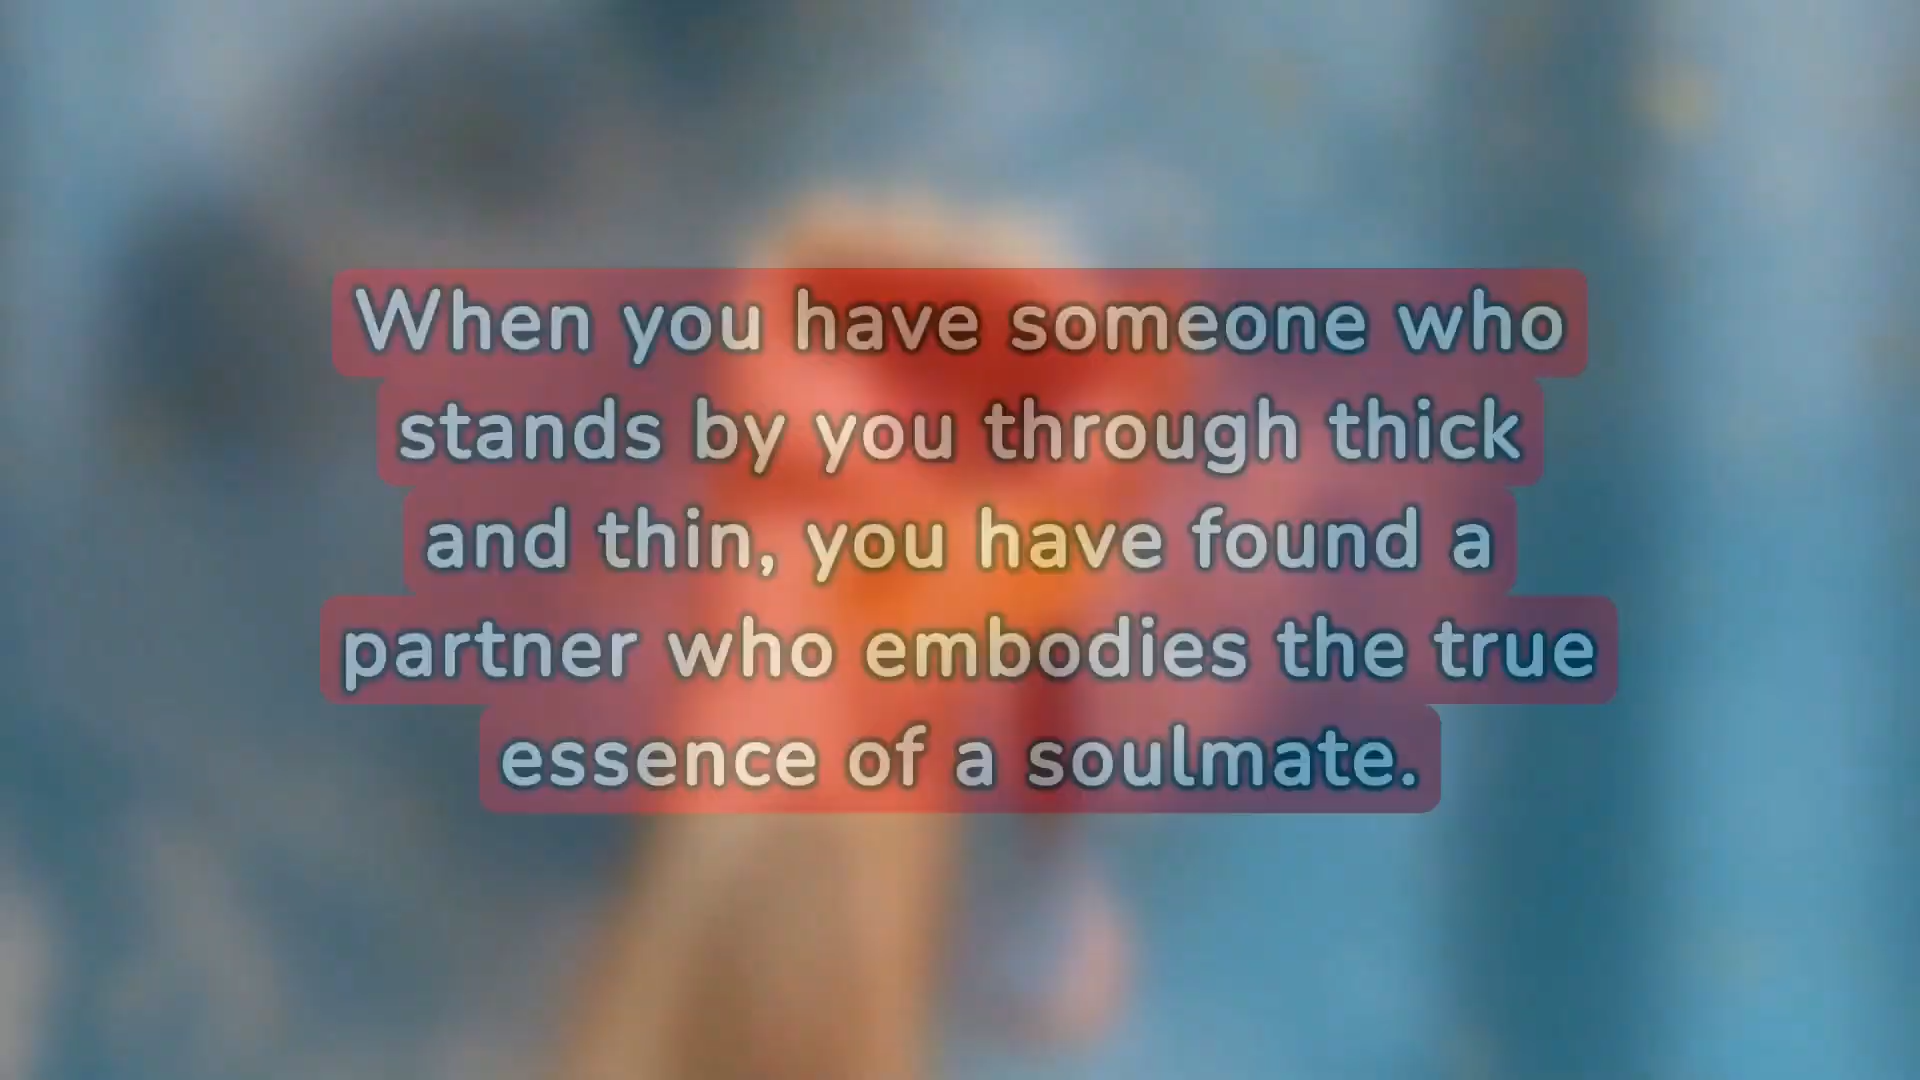 When you have someone who
stands by you through thick
and thin, you have found a
partner who embodies the true
essence of a soulmate.